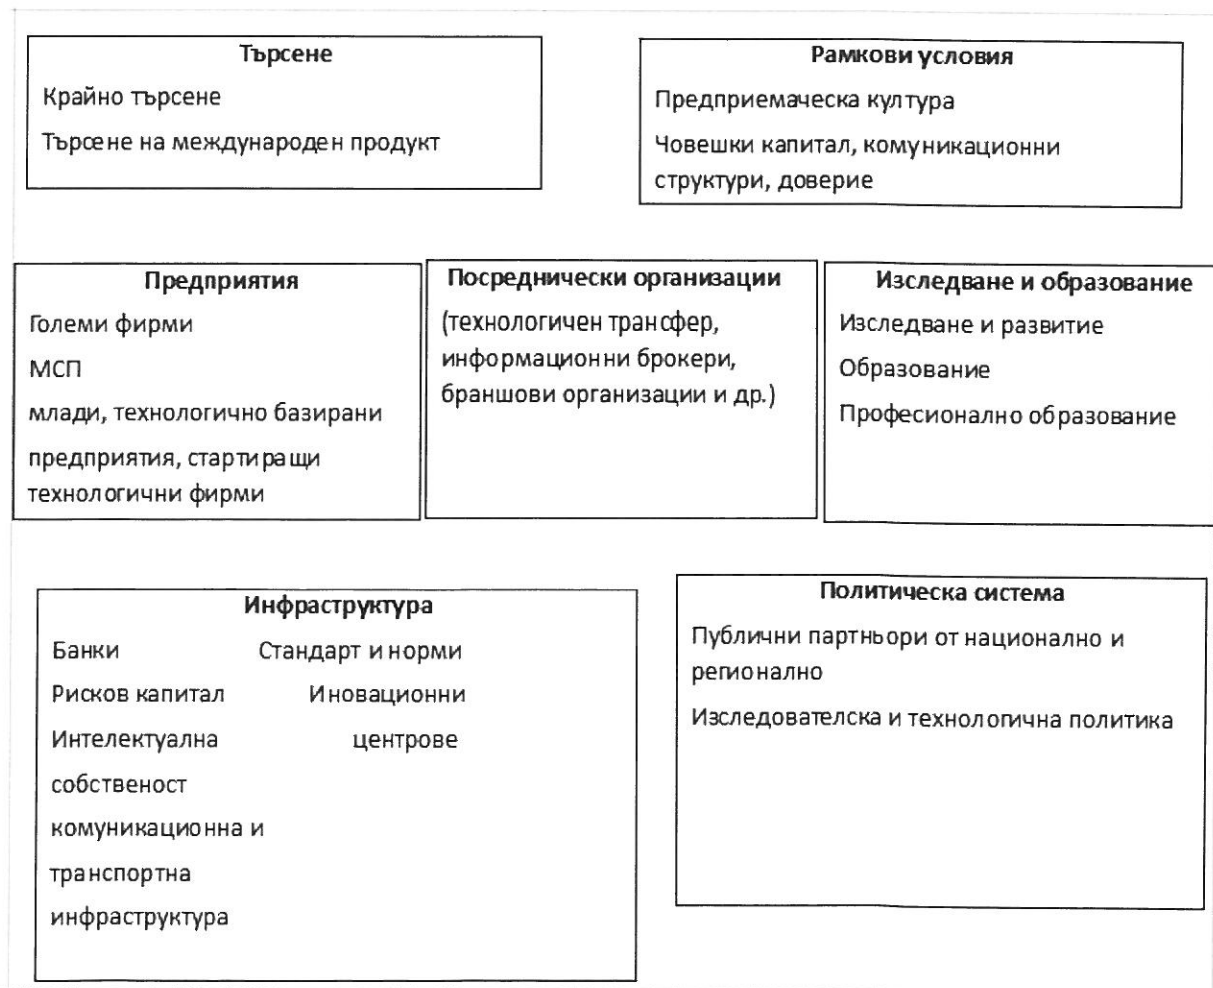 Търсене
Крайно търсене
Търсене на международен продукт
Рамкови условия
Предприемаческа култура
Човешки капитал, комуникационни
структури, доверие
Предприятия
Големи фирми
МСП
млади, технологично базирани
предприятия, стартиращи
технологични фирми
Посреднически организации
(технологичен трансфер,
информационни брокери,
браншови организации и др.)
Изследване и образование
Изследване и развитие
Образование
Професионално образование
Инфраструктура
Банки
Рисков капитал
Интелектуална
собственост
комуникационна и
транспортна
инфраструктура
Стандарт и норми
Иновационни
центрове
Политическа система
Публични партньори от национално и
регионално
Изследователска и технологична политика